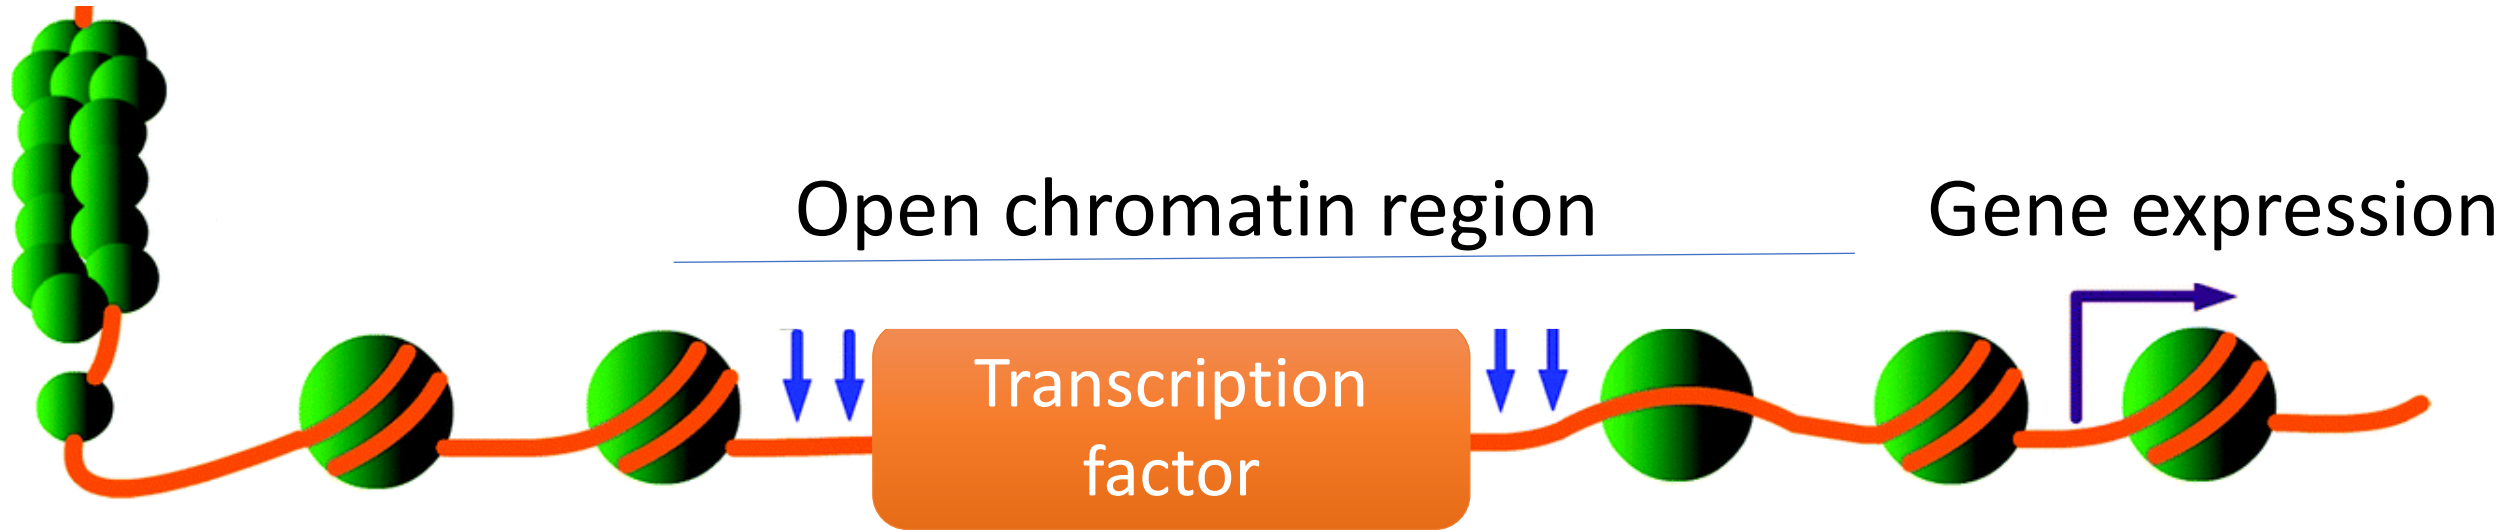 Open chromatin region
Gene expression
Transcription
factor